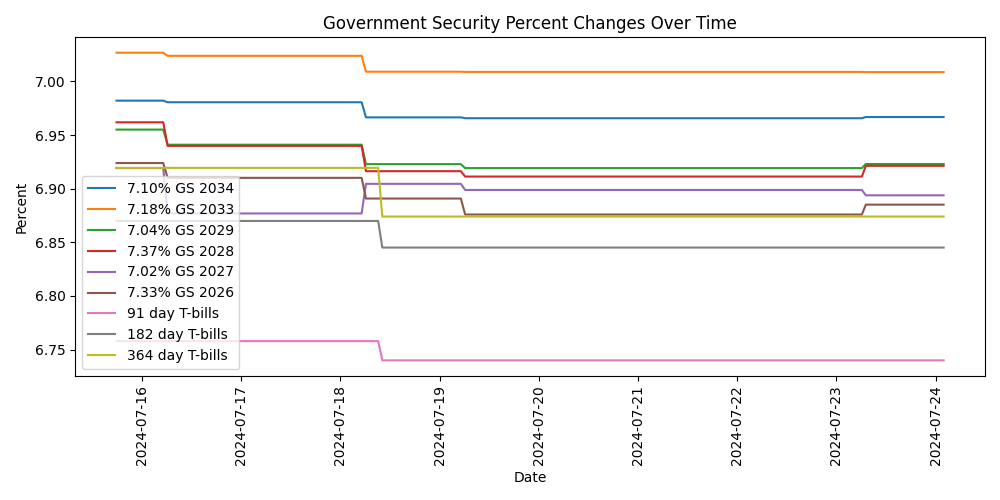 Government Security Percent Changes Over Time
Percent
7.00
6.95
6.90
6.85
6.80
6.75
7.10% GS 2034
7.18% GS 2033
7.04% GS 2029
7.37% GS 2028
7.02% GS 2027
7.33% GS 2026
91 day T-bills
182 day T-bills
364 day T-bills
2024-07-16
2024-07-17
2024-07-18
2024-07-19
2024-07-20
2024-07-21
2024-07-22
2024-07-23
2024-07-24
Date